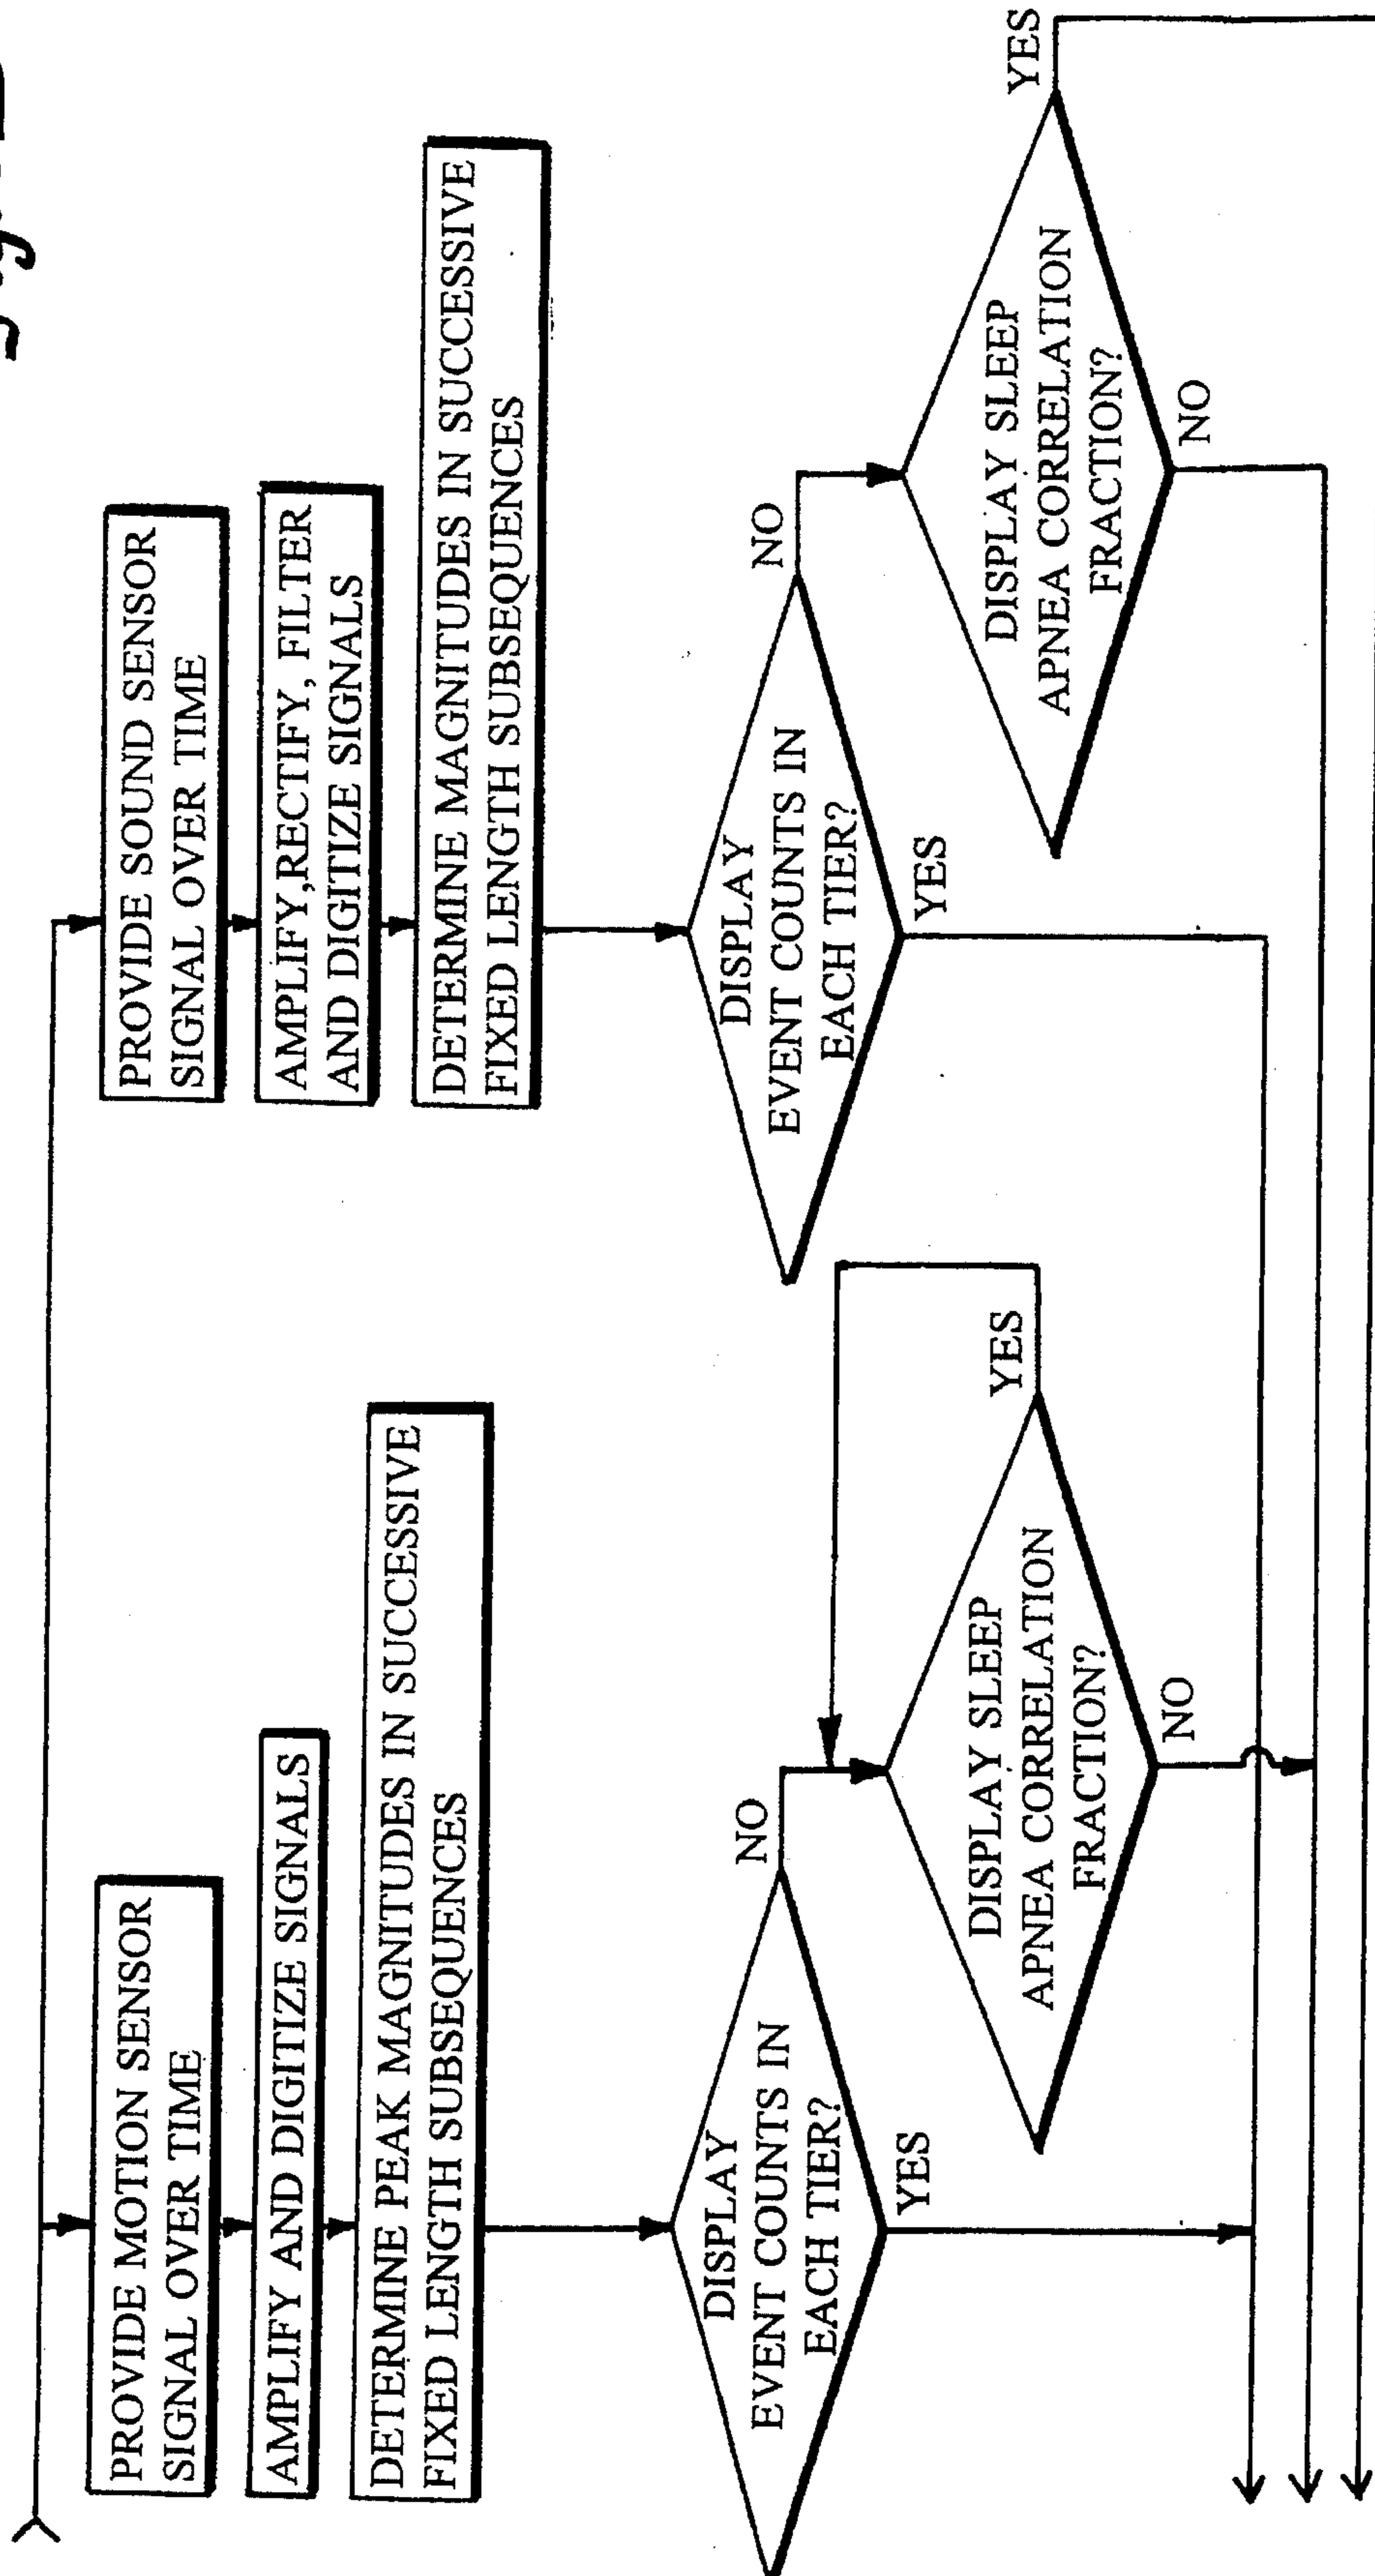 PROVIDE MOTION SENSOR
SIGNAL OVER TIME
AMPLIFY AND DIGITIZE SIGNALS
DETERMINE PEAK MAGNITUDES IN SUCCESSIVE
FIXED LENGTH SUBSEQUENCES
DISPLAY
EVENT COUNTS IN
EACH TIER?
NO
YES
DISPLAY SLEEP
APNEA CORRELATION
FRACTION?
YES
NO
PROVIDE SOUND SENSOR
SIGNAL OVER TIME
AMPLIFY,RECTIFY, FILTER
AND DIGITIZE SIGNALS
DETERMINE MAGNITUDES IN SUCCESSIVE
FIXED LENGTH SUBSEQUENCES
DISPLAY
EVENT COUNTS IN
EACH TIER?
NO
YES
DISPLAY SLEEP
APNEA CORRELATION
FRACTION?
YES
NO